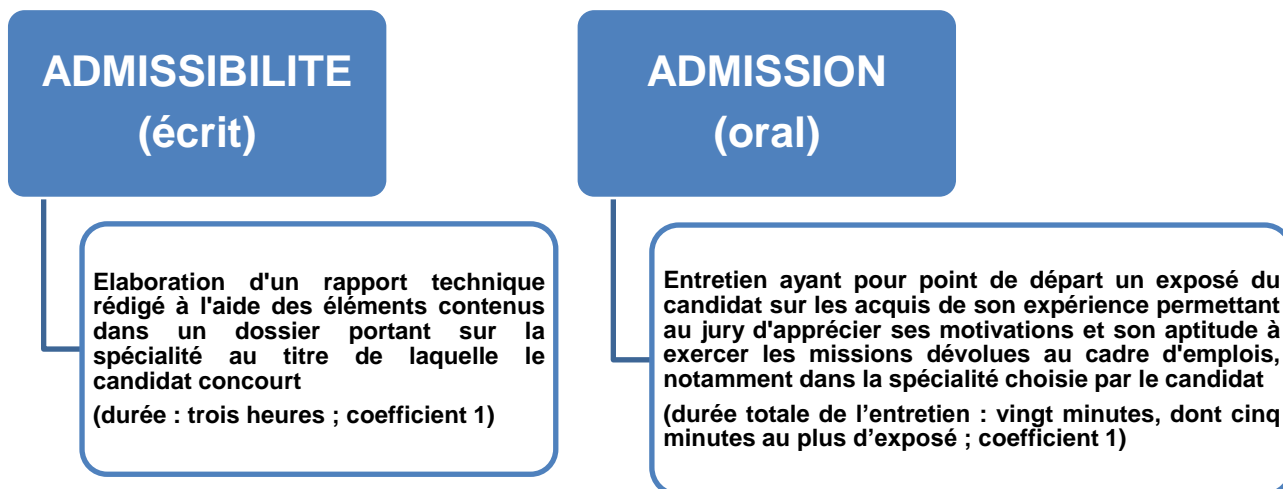 ADMISSIBILITE
(écrit)
Elaboration d'un rapport technique
rédigé à l'aide des éléments contenus
dans un dossier portant sur la
spécialité au titre de laquelle le
candidat concourt
(durée : trois heures ; coefficient 1)
ADMISSION
(oral)
Entretien ayant pour point de départ un exposé du
candidat sur les acquis de son expérience permettant
au jury d'apprécier ses motivations et son aptitude à
exercer les missions dévolues au cadre d'emplois,
notamment dans la spécialité choisie par le candidat
(durée totale de l’entretien : vingt minutes, dont cinq
minutes au plus d’exposé ; coefficient 1)